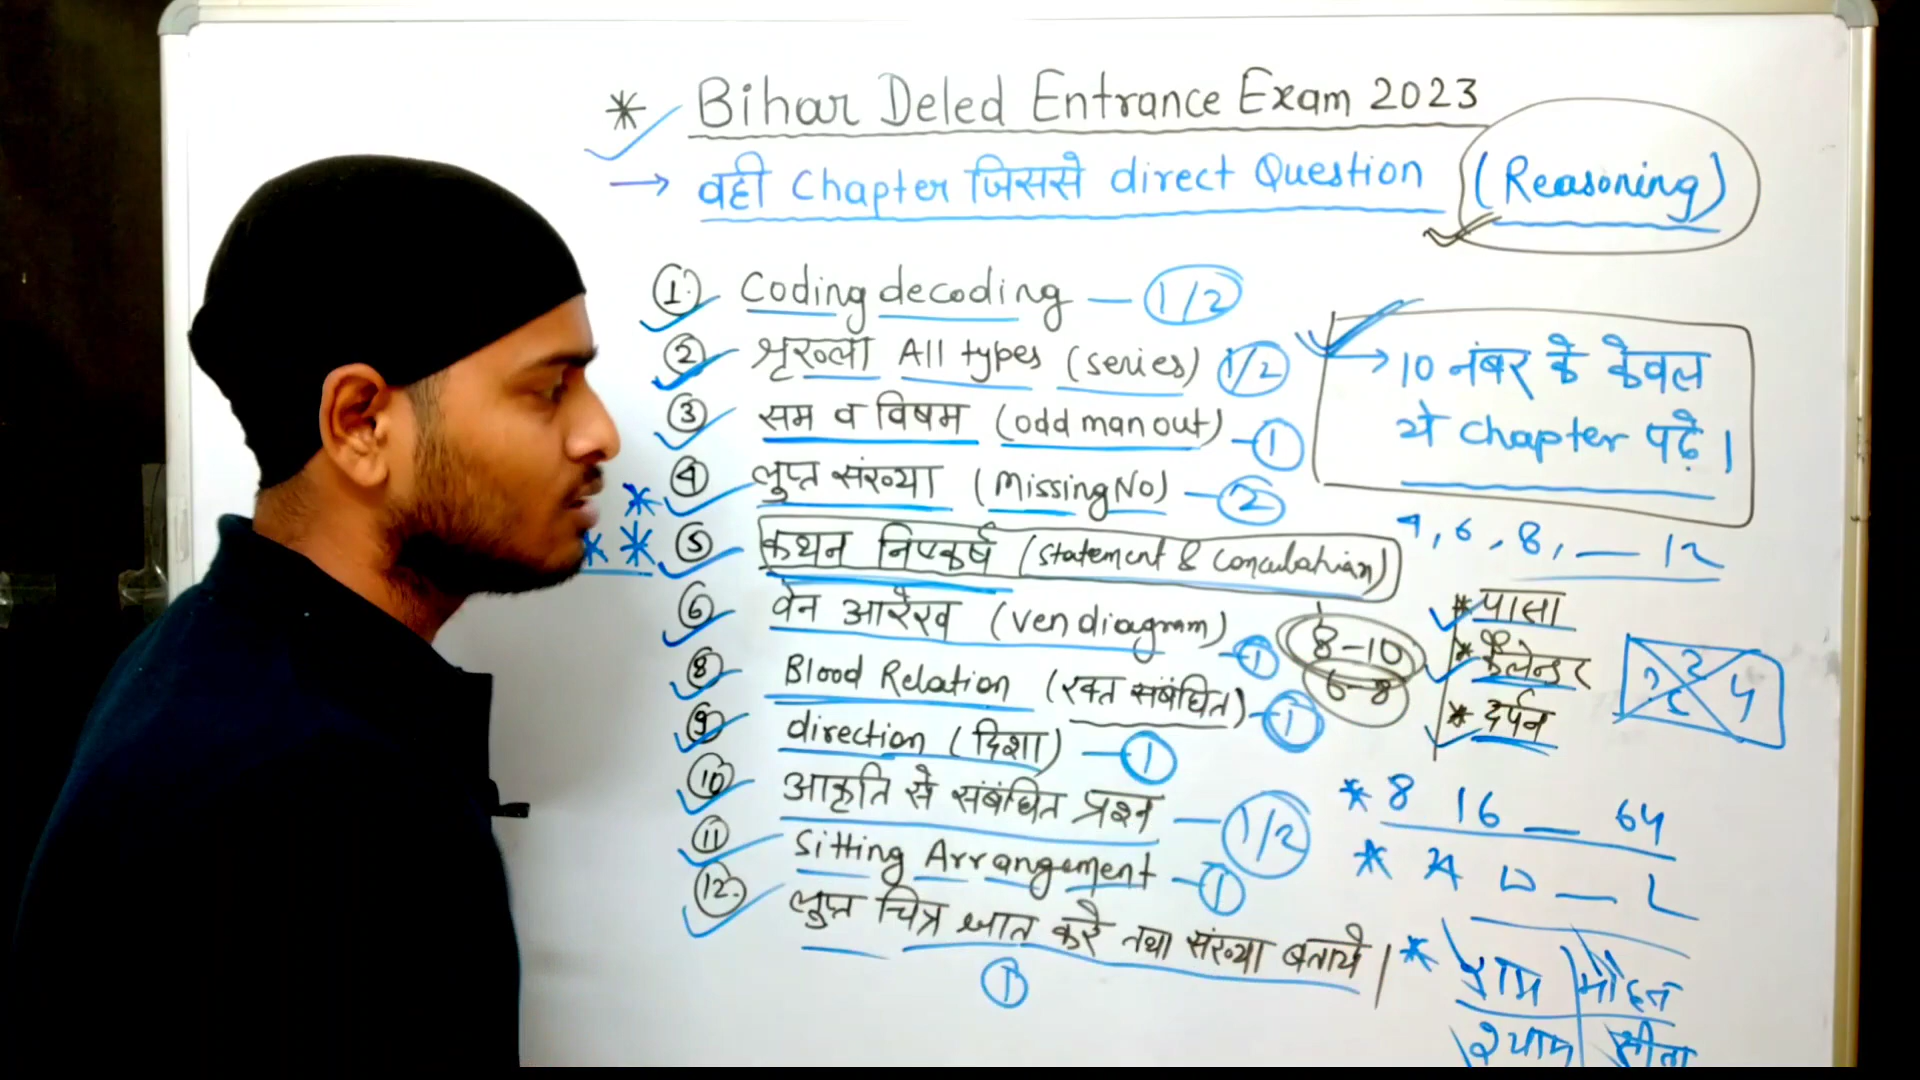 * Bihar Deled Entrance Exam 2023
→ वही Chapter जिससे direct Question (Reasoning)
① Coding decoding — 1/2
② श्रृंखला All types (series) 1/2
③ सम व विषम (odd man out) - 1
④ लुप्त संख्या (Missing No) - 2
→ 10 नंबर के केवल
ये chapter पढ़े।
* ** ⑤ कथन निष्कर्ष (statement & Conculahian)
4, 6, 8, __ 12
⑥ वेन आरेख (ven diagram) - 1
8-10
6-8
* पासा
* कैलेन्डर
* दर्पन
⑧ Blood Relation (रक्त संबंधित) - 1
⑨ direction (दिशा) — 1
⑩ आकृति से संबंधित प्रश्न — 1/2
* 8 16 __ 64
⑪ Sitting Arrangement - 1
⑫ लुप्त चित्र ज्ञात करे तथा संख्या बताये।
1
* राम मोहन
श्याम सीता